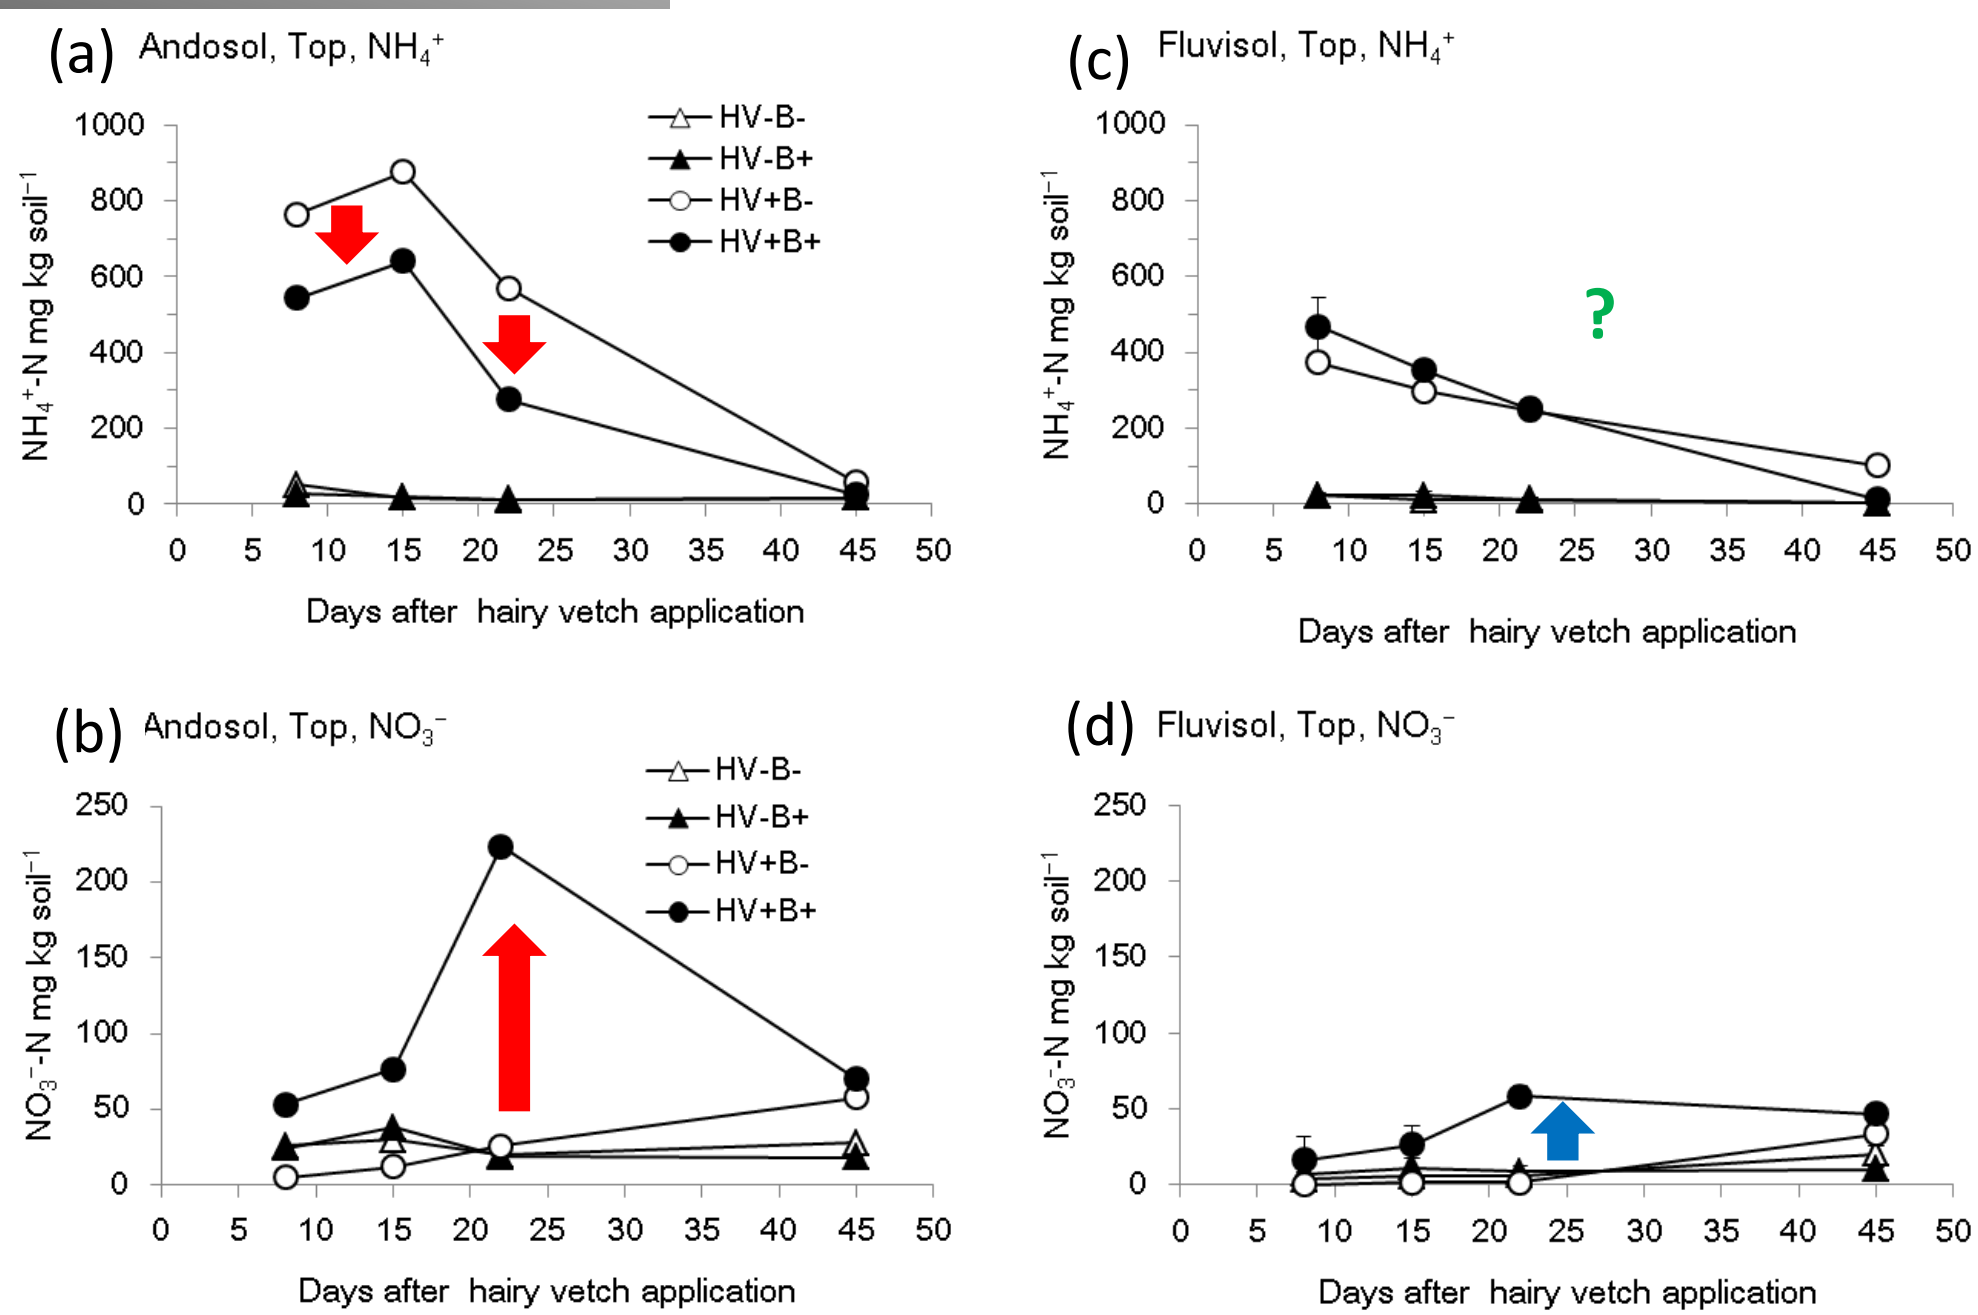 (a) Andosol, Top, NH₄⁺
NH₄⁺-N mg kg soil⁻¹
1000
800
600
400
200
0
0 5 10 15 20 25 30 35 40 45 50
Days after hairy vetch application
HV-B-
HV-B+
HV+B-
HV+B+
(c) Fluvisol, Top, NH₄⁺
NH₄⁺-N mg kg soil⁻¹
1000
800
600
400
200
0
?
0 5 10 15 20 25 30 35 40 45 50
Days after hairy vetch application
(b) Andosol, Top, NO₃⁻
NO₃⁻-N mg kg soil⁻¹
250
200
150
100
50
0
0 5 10 15 20 25 30 35 40 45 50
Days after hairy vetch application
HV-B-
HV-B+
HV+B-
HV+B+
(d) Fluvisol, Top, NO₃⁻
NO₃⁻-N mg kg soil⁻¹
250
200
150
100
50
0
0 5 10 15 20 25 30 35 40 45 50
Days after hairy vetch application